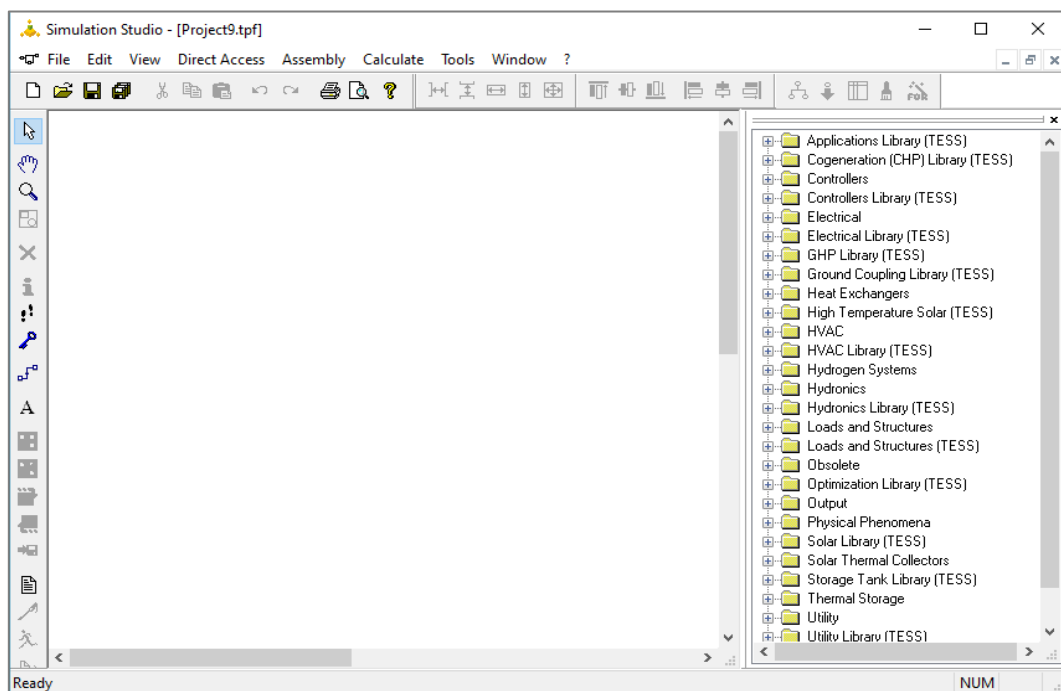 Simulation Studio - [Project9.tpf]
File Edit View Direct Access Assembly Calculate Tools Window ?
FOR
A
Applications Library (TESS)
Cogeneration (CHP) Library (TESS)
Controllers
Controllers Library (TESS)
Electrical
Electrical Library (TESS)
GHP Library (TESS)
Ground Coupling Library (TESS)
Heat Exchangers
High Temperature Solar (TESS)
HVAC
HVAC Library (TESS)
Hydrogen Systems
Hydronics
Hydronics Library (TESS)
Loads and Structures
Loads and Structures (TESS)
Obsolete
Optimization Library (TESS)
Output
Physical Phenomena
Solar Library (TESS)
Solar Thermal Collectors
Storage Tank Library (TESS)
Thermal Storage
Utility
Utility Library (TESS)
Ready NUM